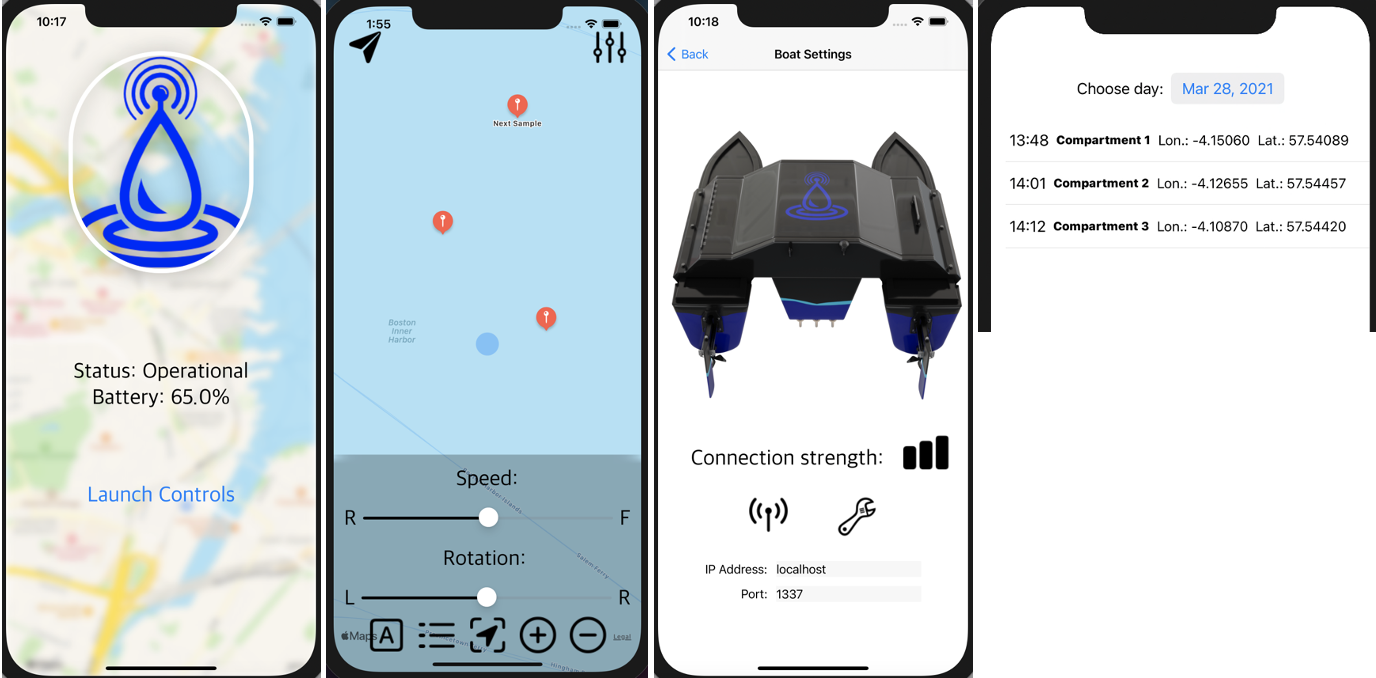 10:17
Status: Operational
Battery: 65.0%
Launch Controls
1:55
Next Sample
Boston
Inner
Harbor
Speed:
R
F
Rotation:
L
R
Salem Ferry
Maps
A
Legal
10:18
Back
Boat Settings
Connection strength:
IP Address: localhost
Port: 1337
Choose day: Mar 28, 2021
13:48 Compartment 1 Lon.: -4.15060 Lat.: 57.54089
14:01 Compartment 2 Lon.: -4.12655 Lat.: 57.54457
14:12 Compartment 3 Lon.: -4.10870 Lat.: 57.54420